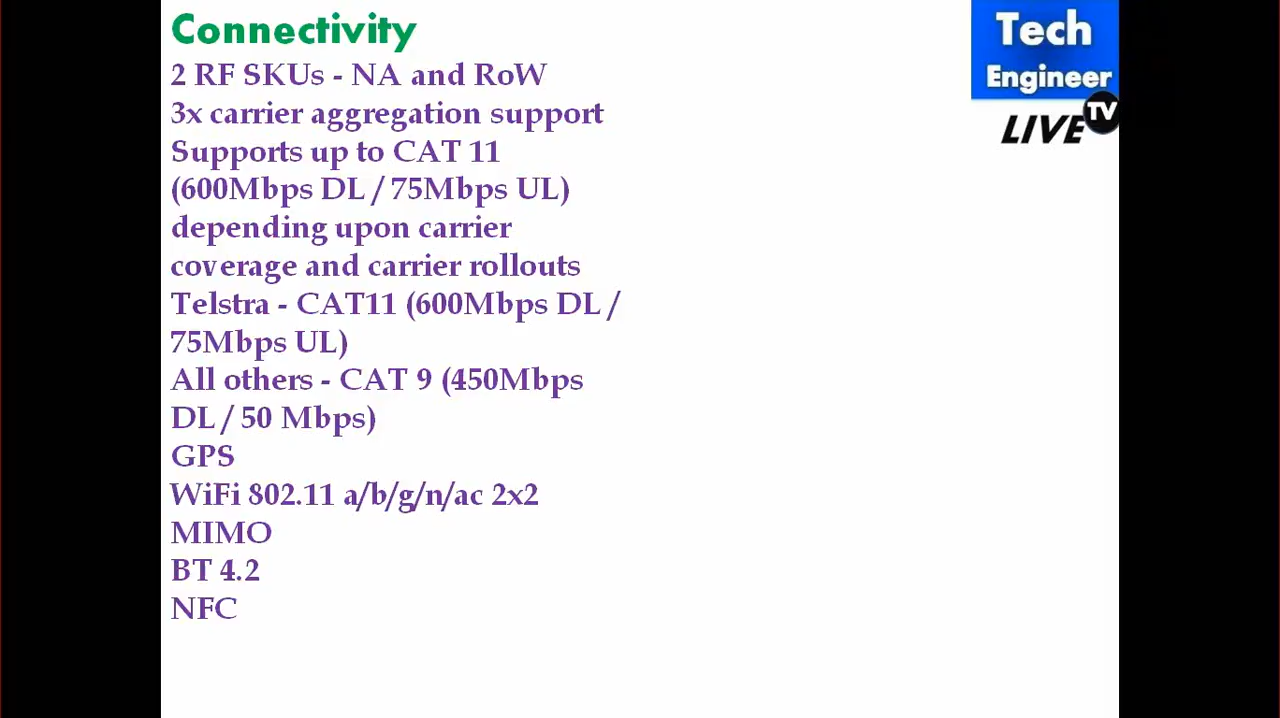 Connectivity
2 RF SKUs - NA and RoW
3x carrier aggregation support
Supports up to CAT 11
(600Mbps DL / 75Mbps UL)
depending upon carrier
coverage and carrier rollouts
Telstra - CAT11 (600Mbps DL /
75Mbps UL)
All others - CAT 9 (450Mbps
DL / 50 Mbps)
GPS
WiFi 802.11 a/b/g/n/ac 2x2
MIMO
BT 4.2
NFC
Tech
Engineer
TV
LIVE